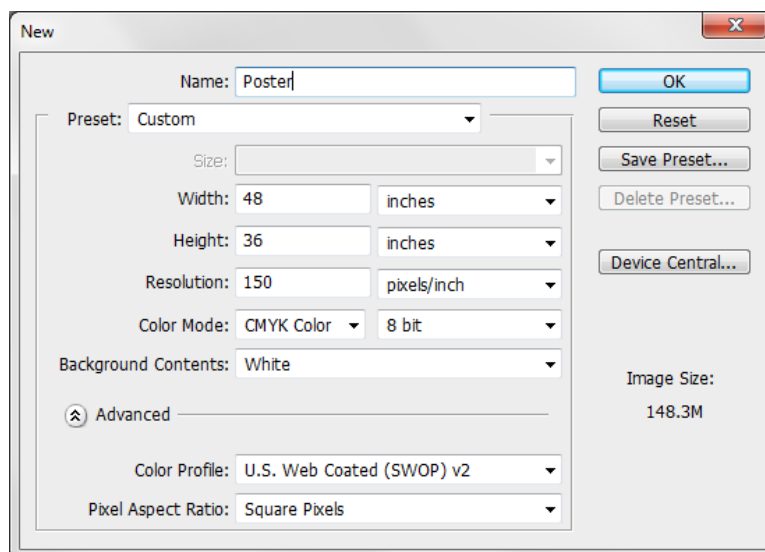 New
Name: Poster
OK
Preset: Custom
Reset
Size:
Save Preset...
Width: 48 inches
Delete Preset...
Height: 36 inches
Device Central...
Resolution: 150 pixels/inch
Color Mode: CMYK Color 8 bit
Background Contents: White
Image Size:
148.3M
Advanced
Color Profile: U.S. Web Coated (SWOP) v2
Pixel Aspect Ratio: Square Pixels